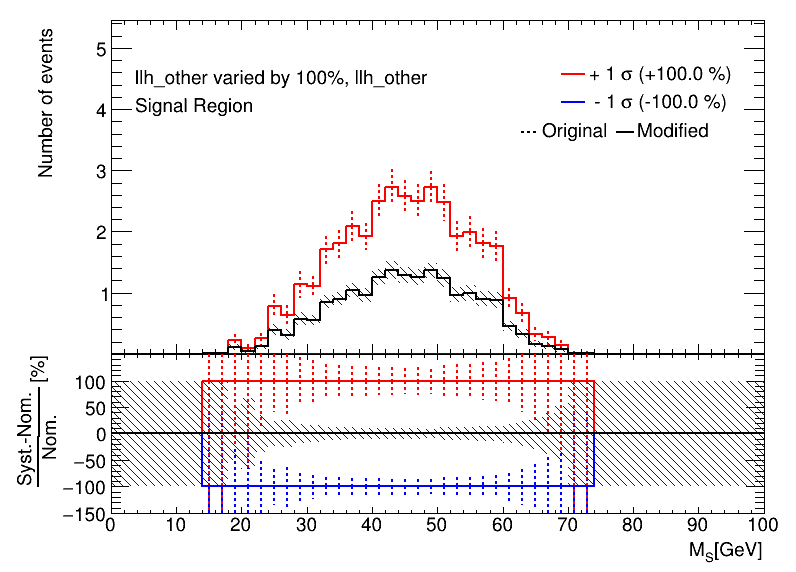 Number of events
5
4
3
2
1
llh_other varied by 100%, llh_other
Signal Region
+ 1 σ (+100.0 %)
- 1 σ (-100.0 %)
Original Modified
Syst.-Nom.
Nom.
[%]
100
50
0
−50
−100
−150
0 10 20 30 40 50 60 70 80 90 100
M_S[GeV]